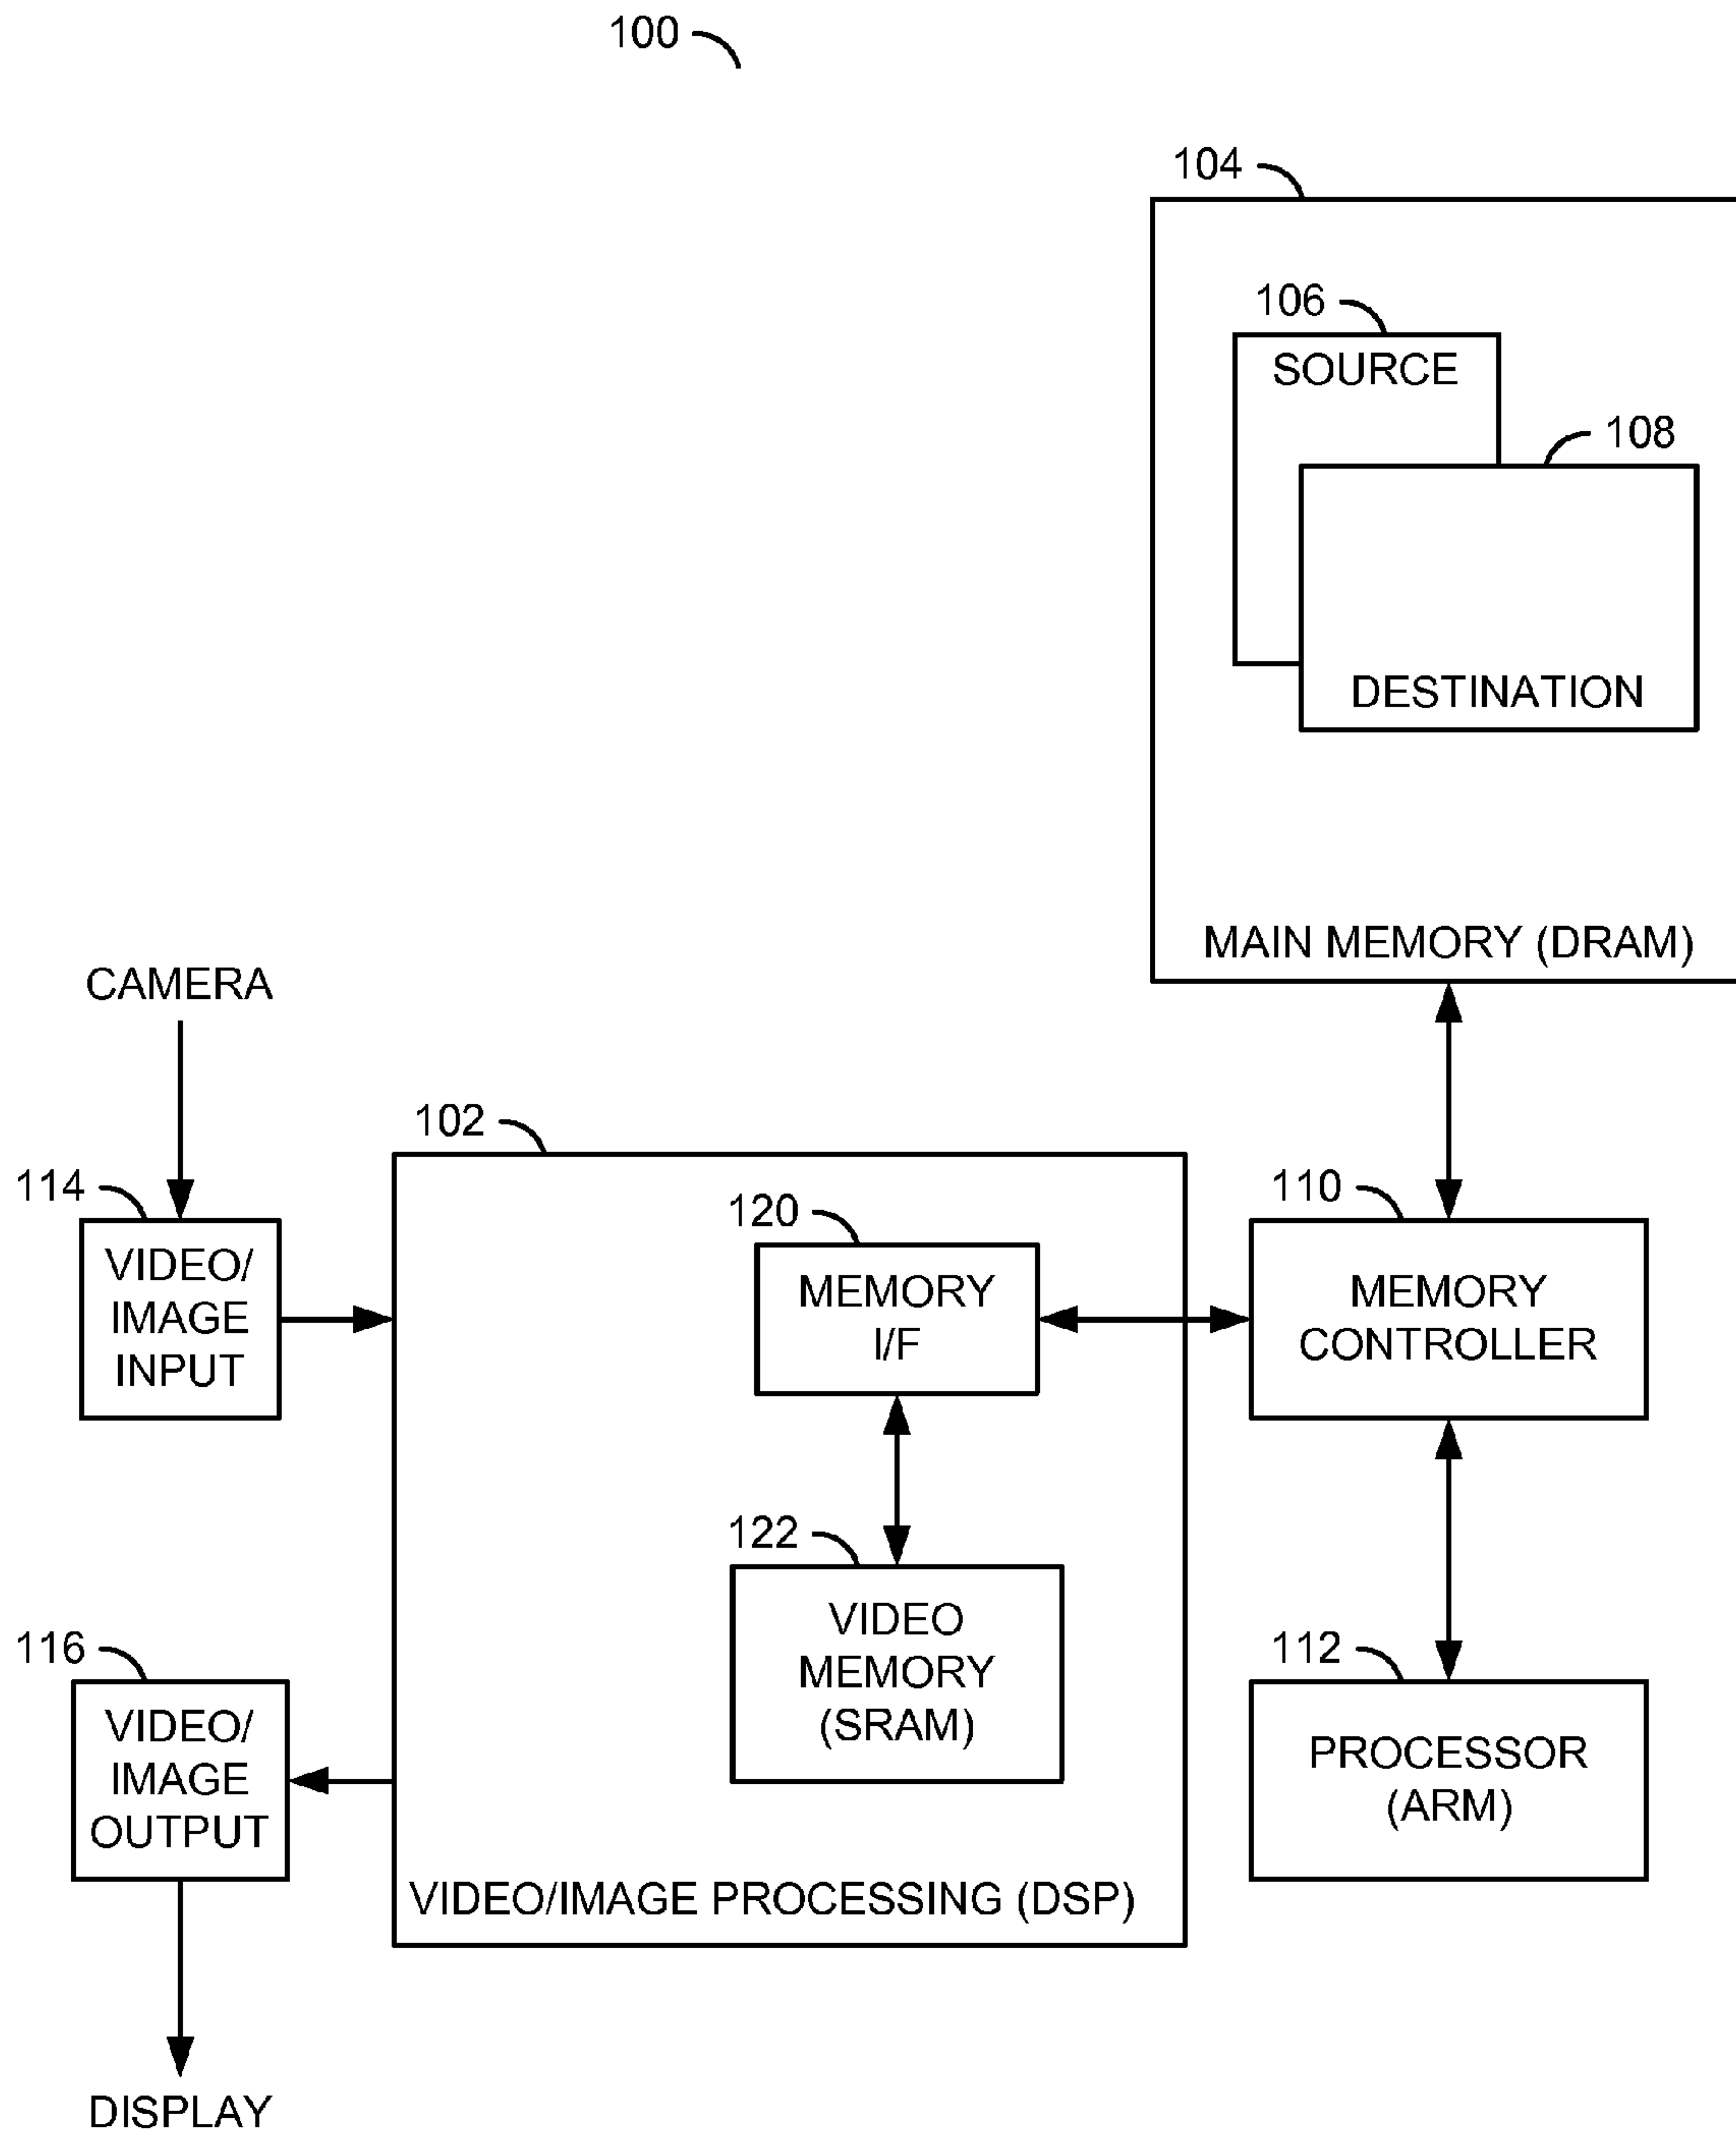 100
104
106
SOURCE
108
DESTINATION
MAIN MEMORY (DRAM)
CAMERA
102
114
VIDEO/
IMAGE
INPUT
120
MEMORY
I/F
110
MEMORY
CONTROLLER
122
VIDEO
MEMORY
(SRAM)
116
VIDEO/
IMAGE
OUTPUT
112
PROCESSOR
(ARM)
VIDEO/IMAGE PROCESSING (DSP)
DISPLAY